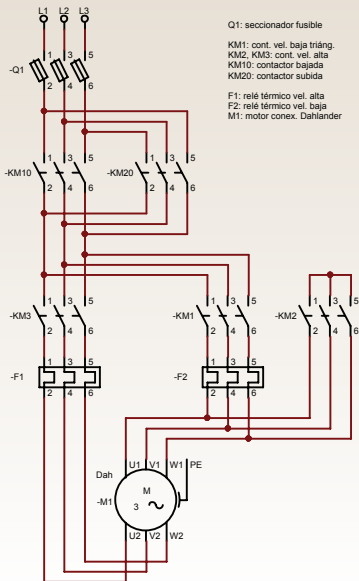 L1 L2 L3
Q1: seccionador fusible
KM1: cont. vel. baja triáng.
KM2, KM3: cont. vel. alta
KM10: contactor bajada
KM20: contactor subida
F1: relé térmico vel. alta
F2: relé térmico vel. baja
M1: motor conex. Dahlander
1 3 5
-Q1
2 4 6
1 3 5 1 3 5
-KM10 -KM20
2 4 6 2 4 6
1 3 5 1 3 5 1 3 5
-KM3 -KM1 -KM2
2 4 6 2 4 6 2 4 6
1 3 5 1 3 5
-F1 -F2
2 4 6 2 4 6
U1 V1 W1 PE
Dah
M
-M1
3
U2 V2 W2